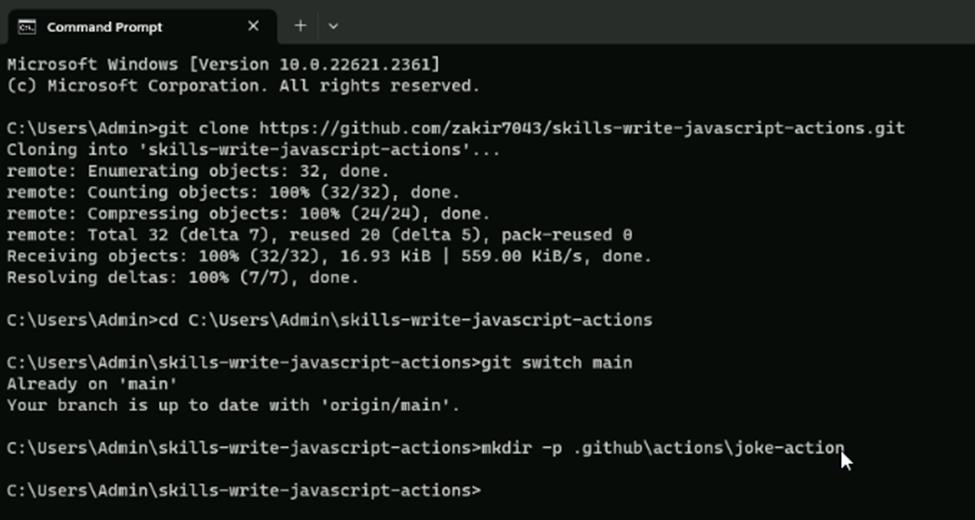 Command Prompt
Microsoft Windows [Version 10.0.22621.2361]
(c) Microsoft Corporation. All rights reserved.
C:\Users\Admin>git clone https://github.com/zakir7043/skills-write-javascript-actions.git
Cloning into 'skills-write-javascript-actions'...
remote: Enumerating objects: 32, done.
remote: Counting objects: 100% (32/32), done.
remote: Compressing objects: 100% (24/24), done.
remote: Total 32 (delta 7), reused 20 (delta 5), pack-reused 0
Receiving objects: 100% (32/32), 16.93 KiB | 559.00 KiB/s, done.
Resolving deltas: 100% (7/7), done.
C:\Users\Admin>cd C:\Users\Admin\skills-write-javascript-actions
C:\Users\Admin\skills-write-javascript-actions>git switch main
Already on 'main'
Your branch is up to date with 'origin/main'.
C:\Users\Admin\skills-write-javascript-actions>mkdir -p .github\actions\joke-action
C:\Users\Admin\skills-write-javascript-actions>